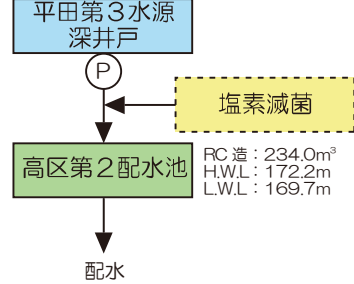 平田第３水源
深井戸
P
塩素滅菌
高区第２配水池
RC 造：234.0m³
H.W.L：172.2m
L.W.L：169.7m
配水